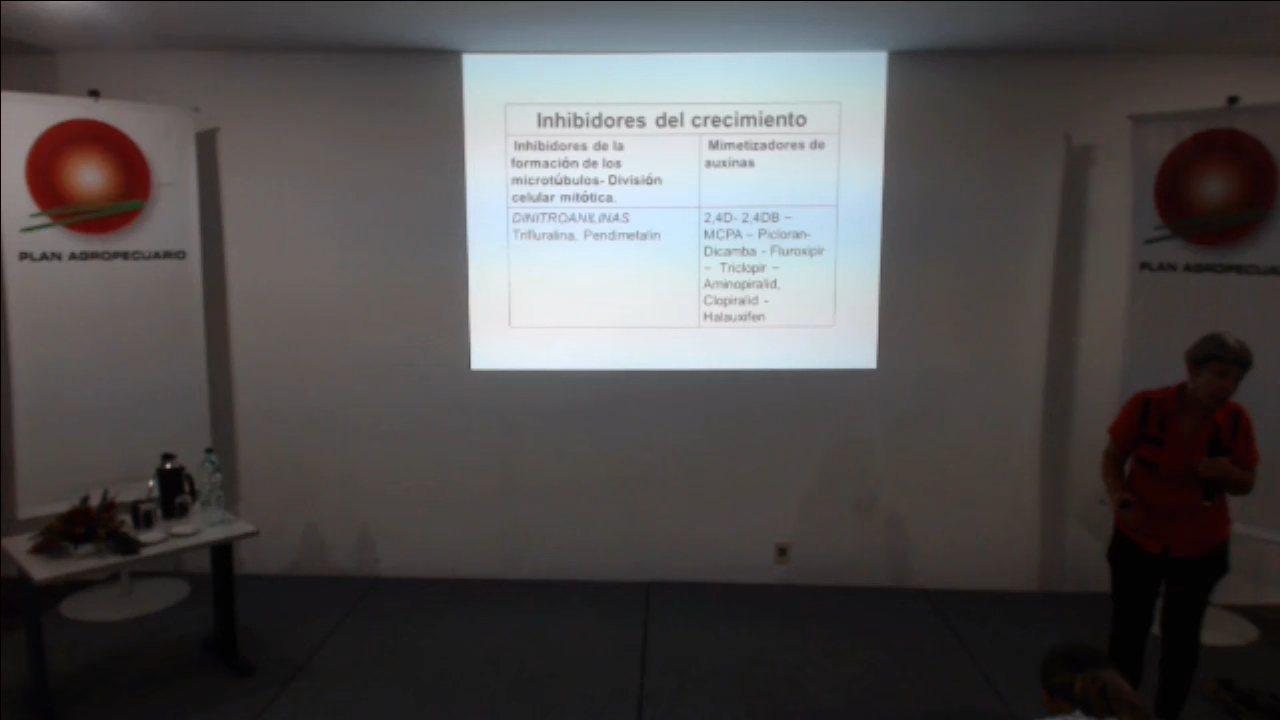 Inhibidores del crecimiento
Inhibidores de la
formación de los
microtúbulos- División
celular mitótica.
Mimetizadores de
auxinas
DINITROANILINAS
Trifluralina, Pendimetalin
2,4D- 2,4DB –
MCPA – Picloran-
Dicamba - Fluroxipir
– Triclopir –
Aminopiralid,
Clopiralid -
Halauxifen
PLAN AGROPECUARIO
PLAN AGROPECUA